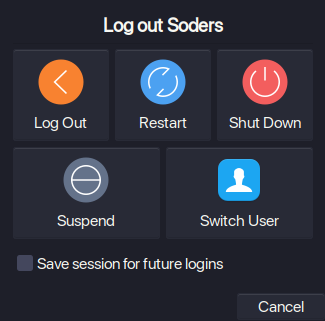 Log out Soders
Log Out Restart Shut Down
Suspend Switch User
Save session for future logins
Cancel